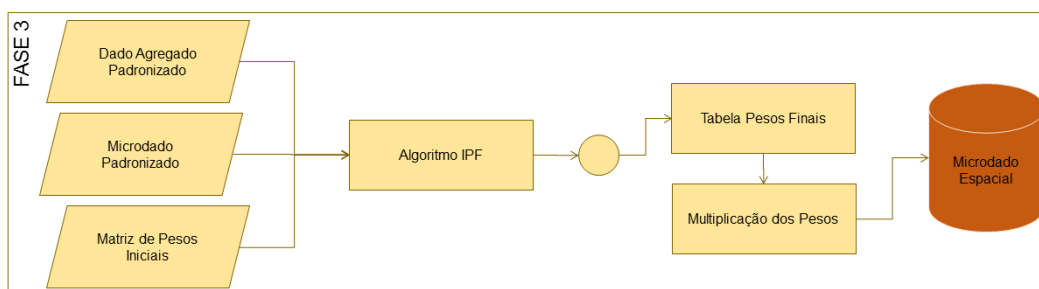 FASE 3
Dado Agregado
Padronizado
Microdado
Padronizado
Matriz de Pesos
Iniciais
Algoritmo IPF
Tabela Pesos Finais
Multiplicação dos Pesos
Microdado
Espacial